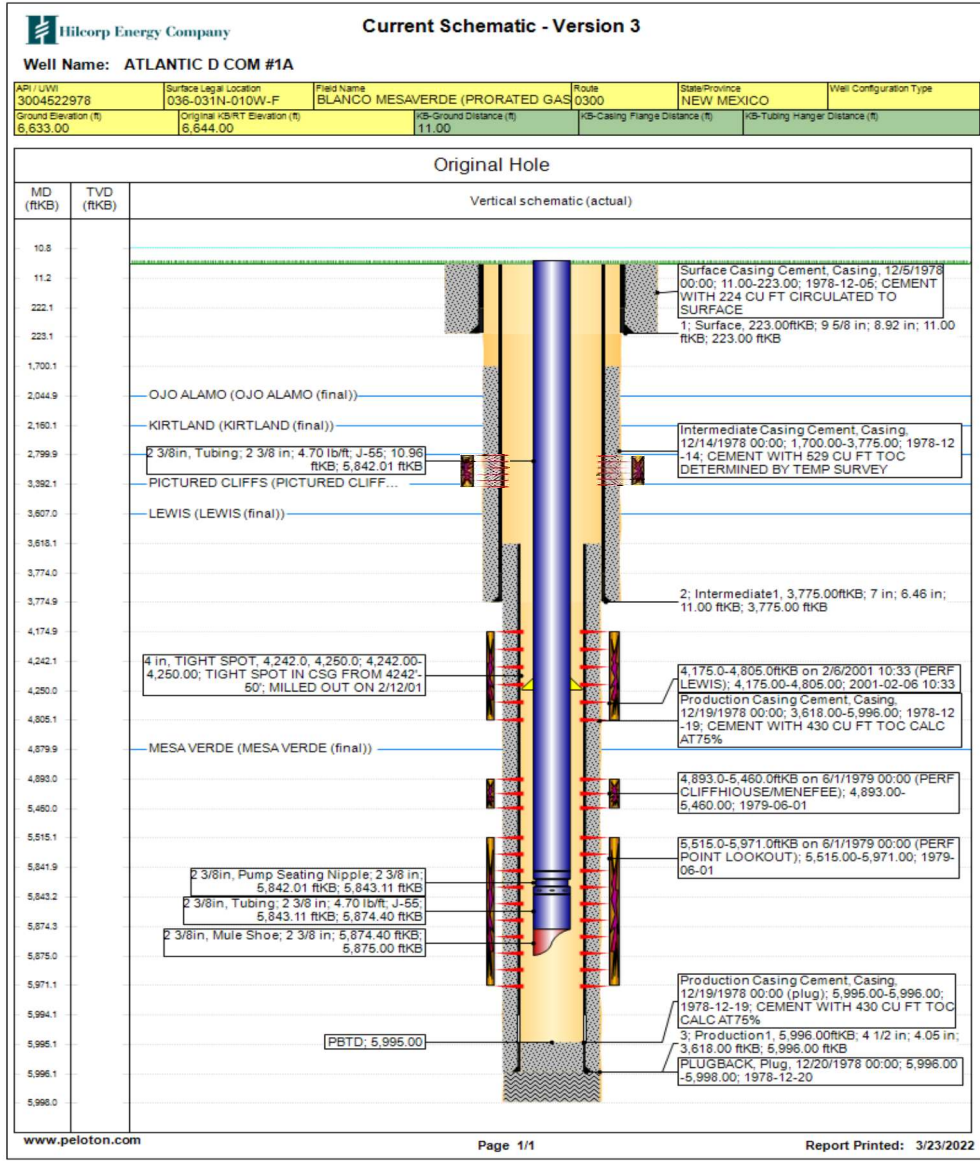 Hilcorp Energy Company
Current Schematic - Version 3
Well Name: ATLANTIC D COM #1A
API / UWI
3004522978
Surface Legal Location
036-031N-010W-F
Field Name
BLANCO MESAVERDE (PRORATED GAS
Route
0300
State/Province
NEW MEXICO
Well Configuration Type
Ground Elevation (ft)
6,633.00
Original KB/RT Elevation (ft)
6,644.00
KB-Ground Distance (ft)
11.00
KB-Casing Flange Distance (ft)
KB-Tubing Hanger Distance (ft)
Original Hole
MD
(ftKB)
TVD
(ftKB)
Vertical schematic (actual)
10.8
11.2
222.1
223.1
1,700.1
2,044.9
2,160.1
2,799.9
3,392.1
3,607.0
3,618.1
3,774.0
3,774.9
4,174.9
4,242.1
4,250.0
4,805.1
4,879.9
4,893.0
5,460.0
5,515.1
5,841.9
5,843.2
5,874.3
5,875.0
5,971.1
5,994.1
5,995.1
5,996.1
5,998.0
OJO ALAMO (OJO ALAMO (final))
KIRTLAND (KIRTLAND (final))
2 3/8in, Tubing; 2 3/8 in; 4.70 lb/ft; J-55; 10.96
ftKB; 5,842.01 ftKB
PICTURED CLIFFS (PICTURED CLIFF...
LEWIS (LEWIS (final))
4 in, TIGHT SPOT, 4,242.0, 4,250.0; 4,242.00-
4,250.00; TIGHT SPOT IN CSG FROM 4242'-
50'; MILLED OUT ON 2/12/01
MESA VERDE (MESA VERDE (final))
2 3/8in, Pump Seating Nipple; 2 3/8 in;
5,842.01 ftKB; 5,843.11 ftKB
2 3/8in, Tubing; 2 3/8 in; 4.70 lb/ft; J-55;
5,843.11 ftKB; 5,874.40 ftKB
2 3/8in, Mule Shoe; 2 3/8 in; 5,874.40 ftKB;
5,875.00 ftKB
PBTD; 5,995.00
Surface Casing Cement, Casing, 12/5/1978
00:00; 11.00-223.00; 1978-12-05; CEMENT
WITH 224 CU FT CIRCULATED TO
SURFACE
1; Surface, 223.00ftKB; 9 5/8 in; 8.92 in; 11.00
ftKB; 223.00 ftKB
Intermediate Casing Cement, Casing,
12/14/1978 00:00; 1,700.00-3,775.00; 1978-12
-14; CEMENT WITH 529 CU FT TOC
DETERMINED BY TEMP SURVEY
2; Intermediate1, 3,775.00ftKB; 7 in; 6.46 in;
11.00 ftKB; 3,775.00 ftKB
4,175.0-4,805.0ftKB on 2/6/2001 10:33 (PERF
LEWIS); 4,175.00-4,805.00; 2001-02-06 10:33
Production Casing Cement, Casing,
12/19/1978 00:00; 3,618.00-5,996.00; 1978-12
-19; CEMENT WITH 430 CU FT TOC CALC
AT75%
4,893.0-5,460.0ftKB on 6/1/1979 00:00 (PERF
CLIFFHIOUSE/MENEFEE); 4,893.00-
5,460.00; 1979-06-01
5,515.0-5,971.0ftKB on 6/1/1979 00:00 (PERF
POINT LOOKOUT); 5,515.00-5,971.00; 1979-
06-01
Production Casing Cement, Casing,
12/19/1978 00:00 (plug); 5,995.00-5,996.00;
1978-12-19; CEMENT WITH 430 CU FT TOC
CALC AT75%
3; Production1, 5,996.00ftKB; 4 1/2 in; 4.05 in;
3,618.00 ftKB; 5,996.00 ftKB
PLUGBACK, Plug, 12/20/1978 00:00; 5,996.00
-5,998.00; 1978-12-20
www.peloton.com
Page 1/1
Report Printed: 3/23/2022